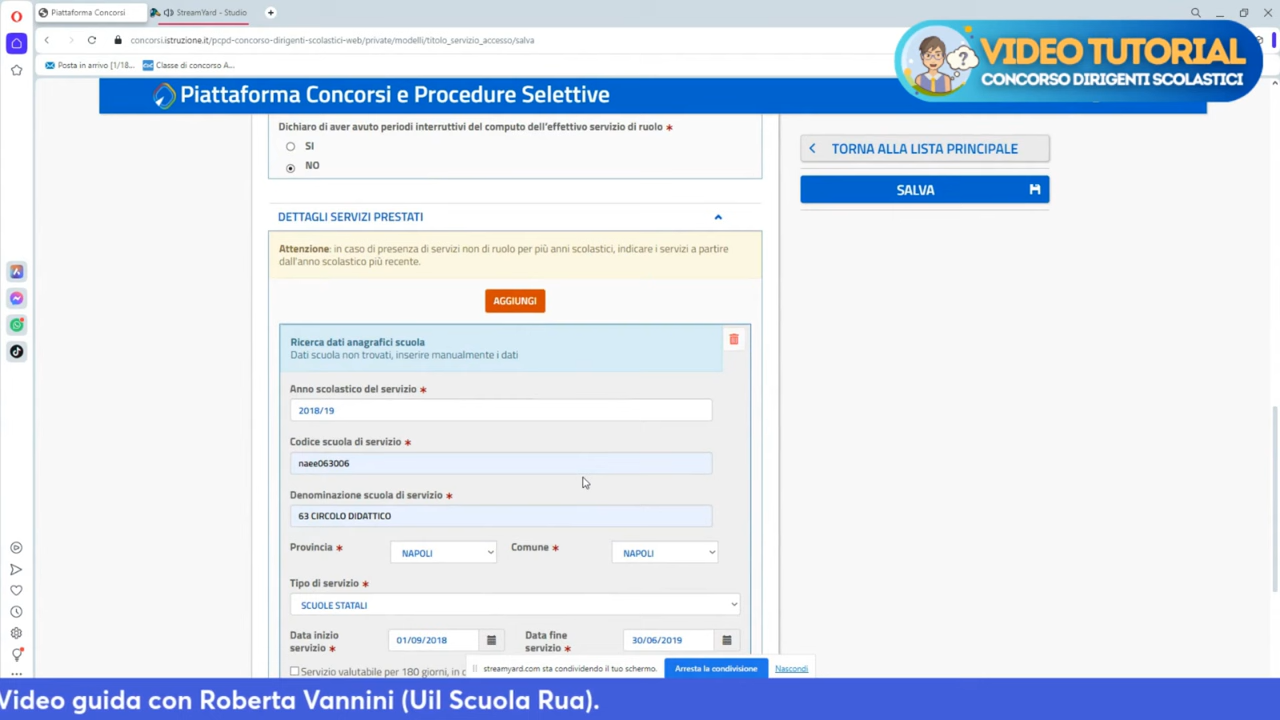 Piattaforma Concorsi
StreamYard - Studio
concorsi.istruzione.it/pcpd-concorso-dirigenti-scolastici-web/private/modelli/titolo_servizio_accesso/salva
Posta in arrivo [1/18...
Classe di concorso A...
VIDEO TUTORIAL
CONCORSO DIRIGENTI SCOLASTICI
Piattaforma Concorsi e Procedure Selettive
Dichiaro di aver avuto periodi interruttivi del computo dell'effettivo servizio di ruolo *
SI
NO
TORNA ALLA LISTA PRINCIPALE
SALVA
DETTAGLI SERVIZI PRESTATI
Attenzione: in caso di presenza di servizi non di ruolo per più anni scolastici, indicare i servizi a partire
dall'anno scolastico più recente.
AGGIUNGI
Ricerca dati anagrafici scuola
Dati scuola non trovati, inserire manualmente i dati
Anno scolastico del servizio *
2018/19
Codice scuola di servizio *
naee063006
Denominazione scuola di servizio *
63 CIRCOLO DIDATTICO
Provincia * NAPOLI Comune * NAPOLI
Tipo di servizio *
SCUOLE STATALI
Data inizio servizio * 01/09/2018 Data fine servizio * 30/06/2019
Servizio valutabile per 180 giorni, in c
streamyard.com sta condividendo il tuo schermo. Arresta la condivisione Nascondi
Video guida con Roberta Vannini (Uil Scuola Rua).